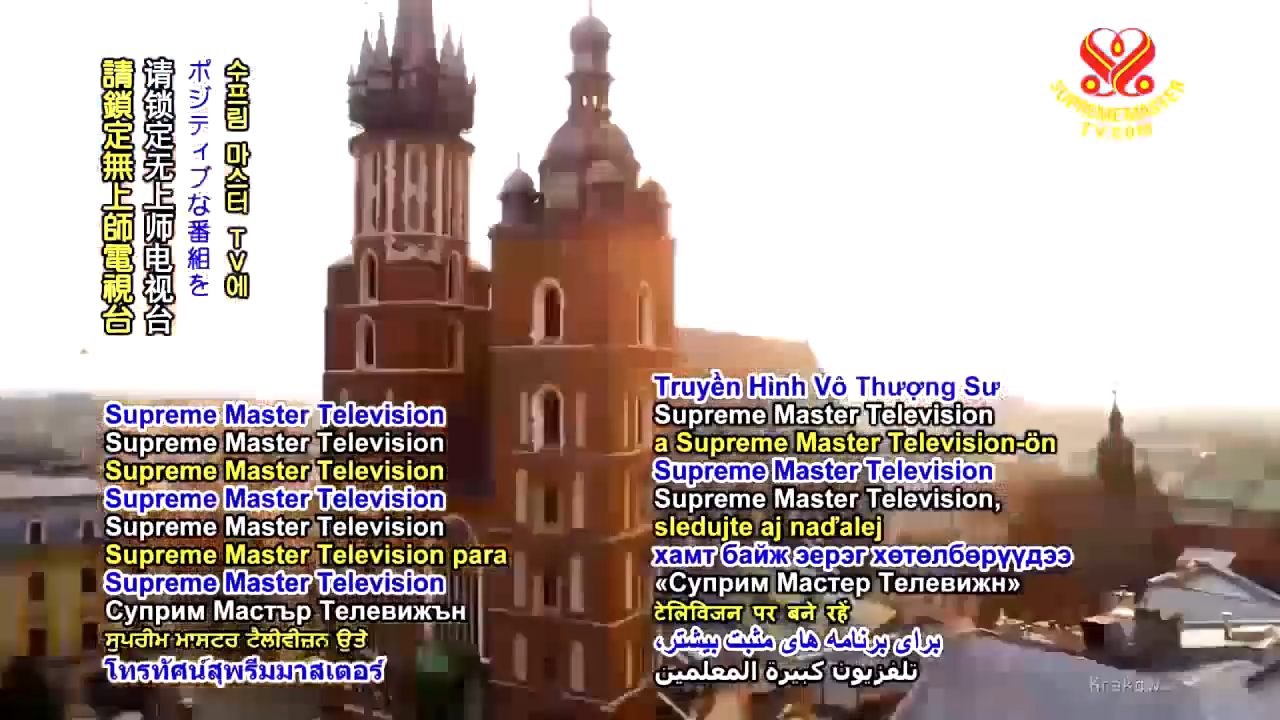 請鎖定無上師電視台
请锁定无上师电视台
ポジティブな番組を
수프림 마스터 TV에
SUPREMEMASTER
TV.COM
Supreme Master Television
Supreme Master Television
Supreme Master Television
Supreme Master Television
Supreme Master Television
Supreme Master Television para
Supreme Master Television
Суприм Мастър Телевижън
ਸੁਪਰੀਮ ਮਾਸਟਰ ਟੈਲੀਵੀਜ਼ਨ ਉਤੇ
โทรทัศน์สุพรีมมาสเตอร์
Truyền Hình Vô Thượng Sư
Supreme Master Television
a Supreme Master Television-ön
Supreme Master Television
Supreme Master Television,
sledujte aj naďalej
хамт байж эерэг хөтөлбөрүүдээ
«Суприм Мастер Телевижн»
टेलिविजन पर बने रहें
برای برنامه های مثبت بیشتر،
تلفزيون كبيرة المعلمين
Krakow